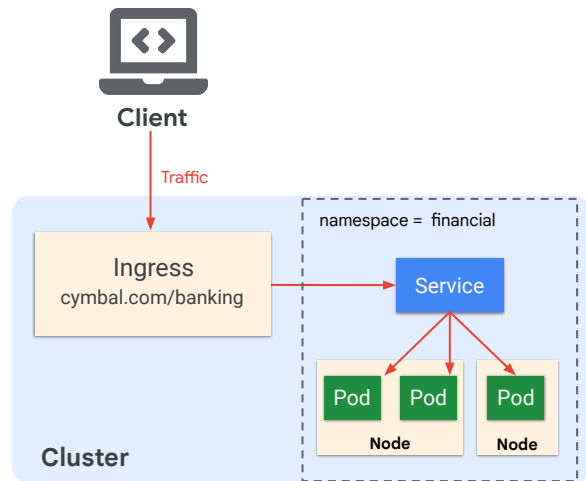 Client
Traffic
namespace = financial
Ingress
cymbal.com/banking
Service
Pod
Pod
Pod
Node
Node
Cluster